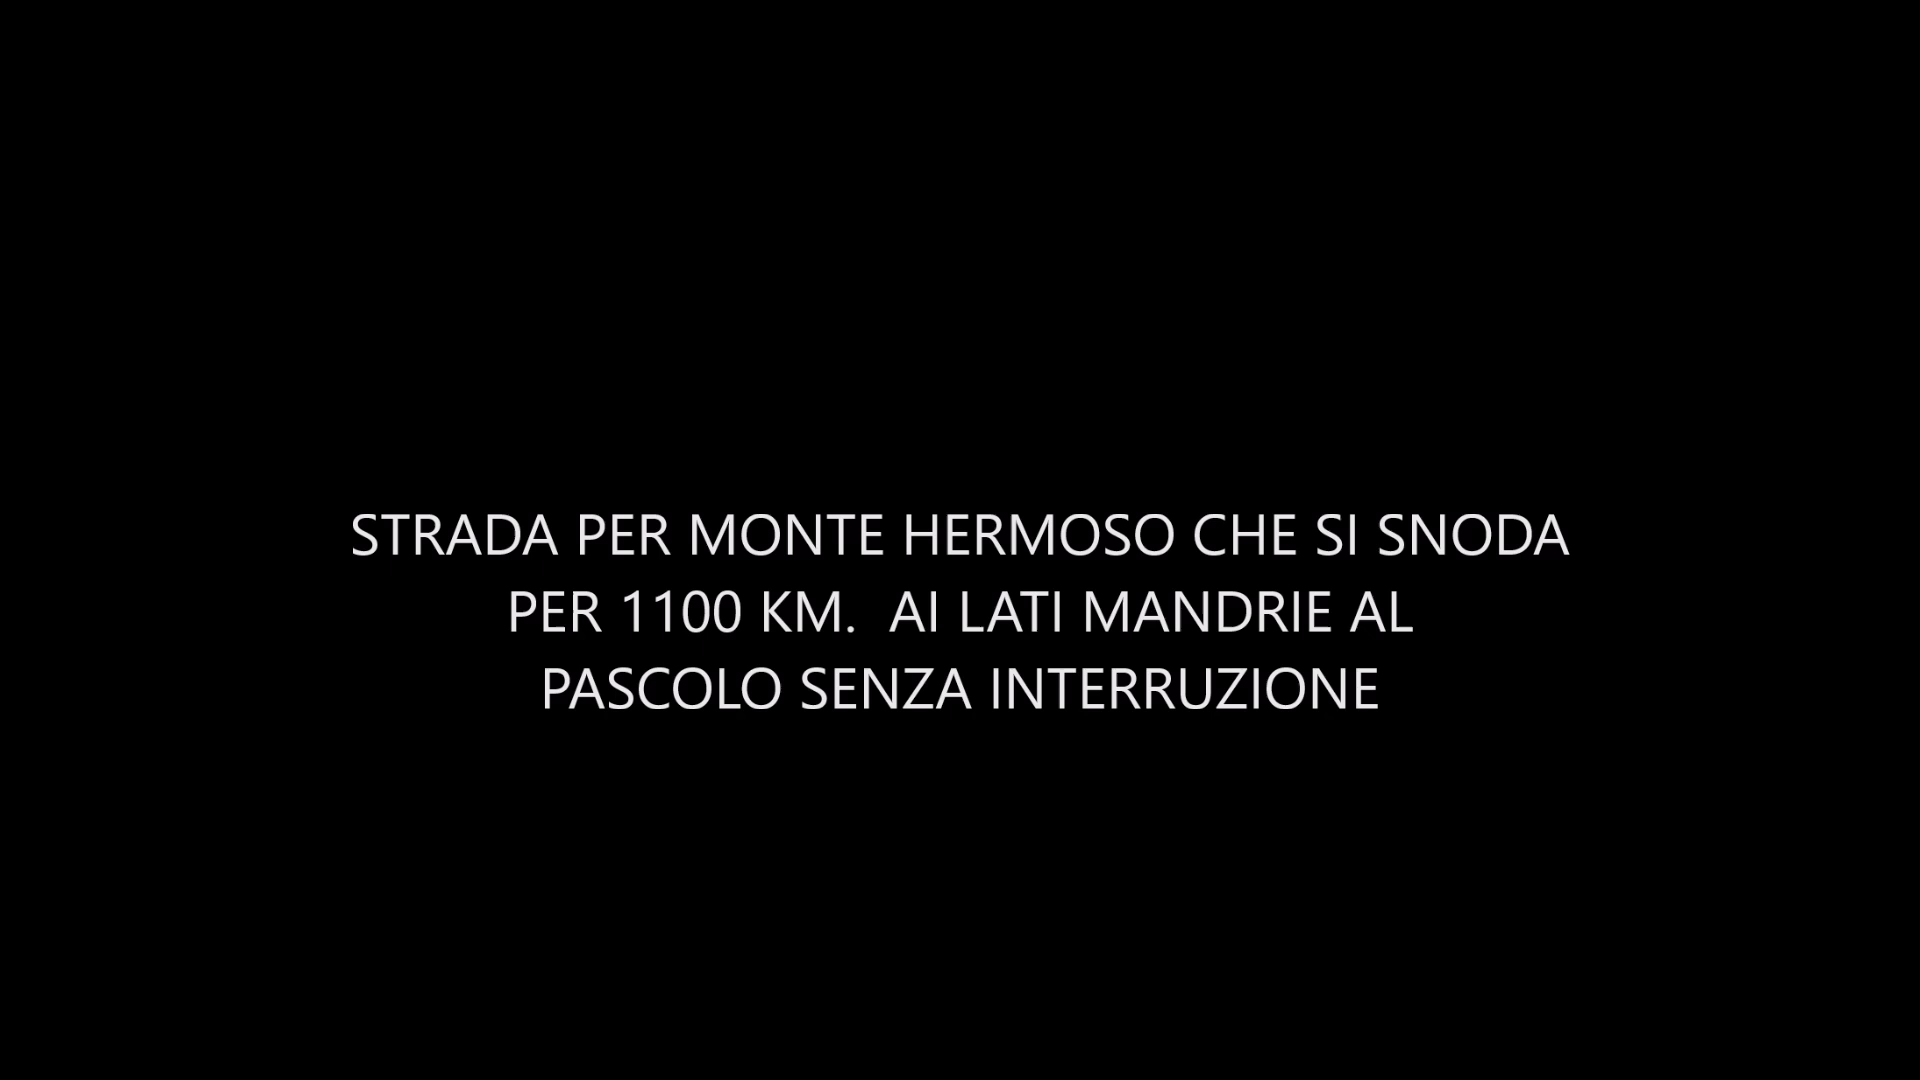 STRADA PER MONTE HERMOSO CHE SI SNODA
PER 1100 KM.  AI LATI MANDRIE AL
PASCOLO SENZA INTERRUZIONE